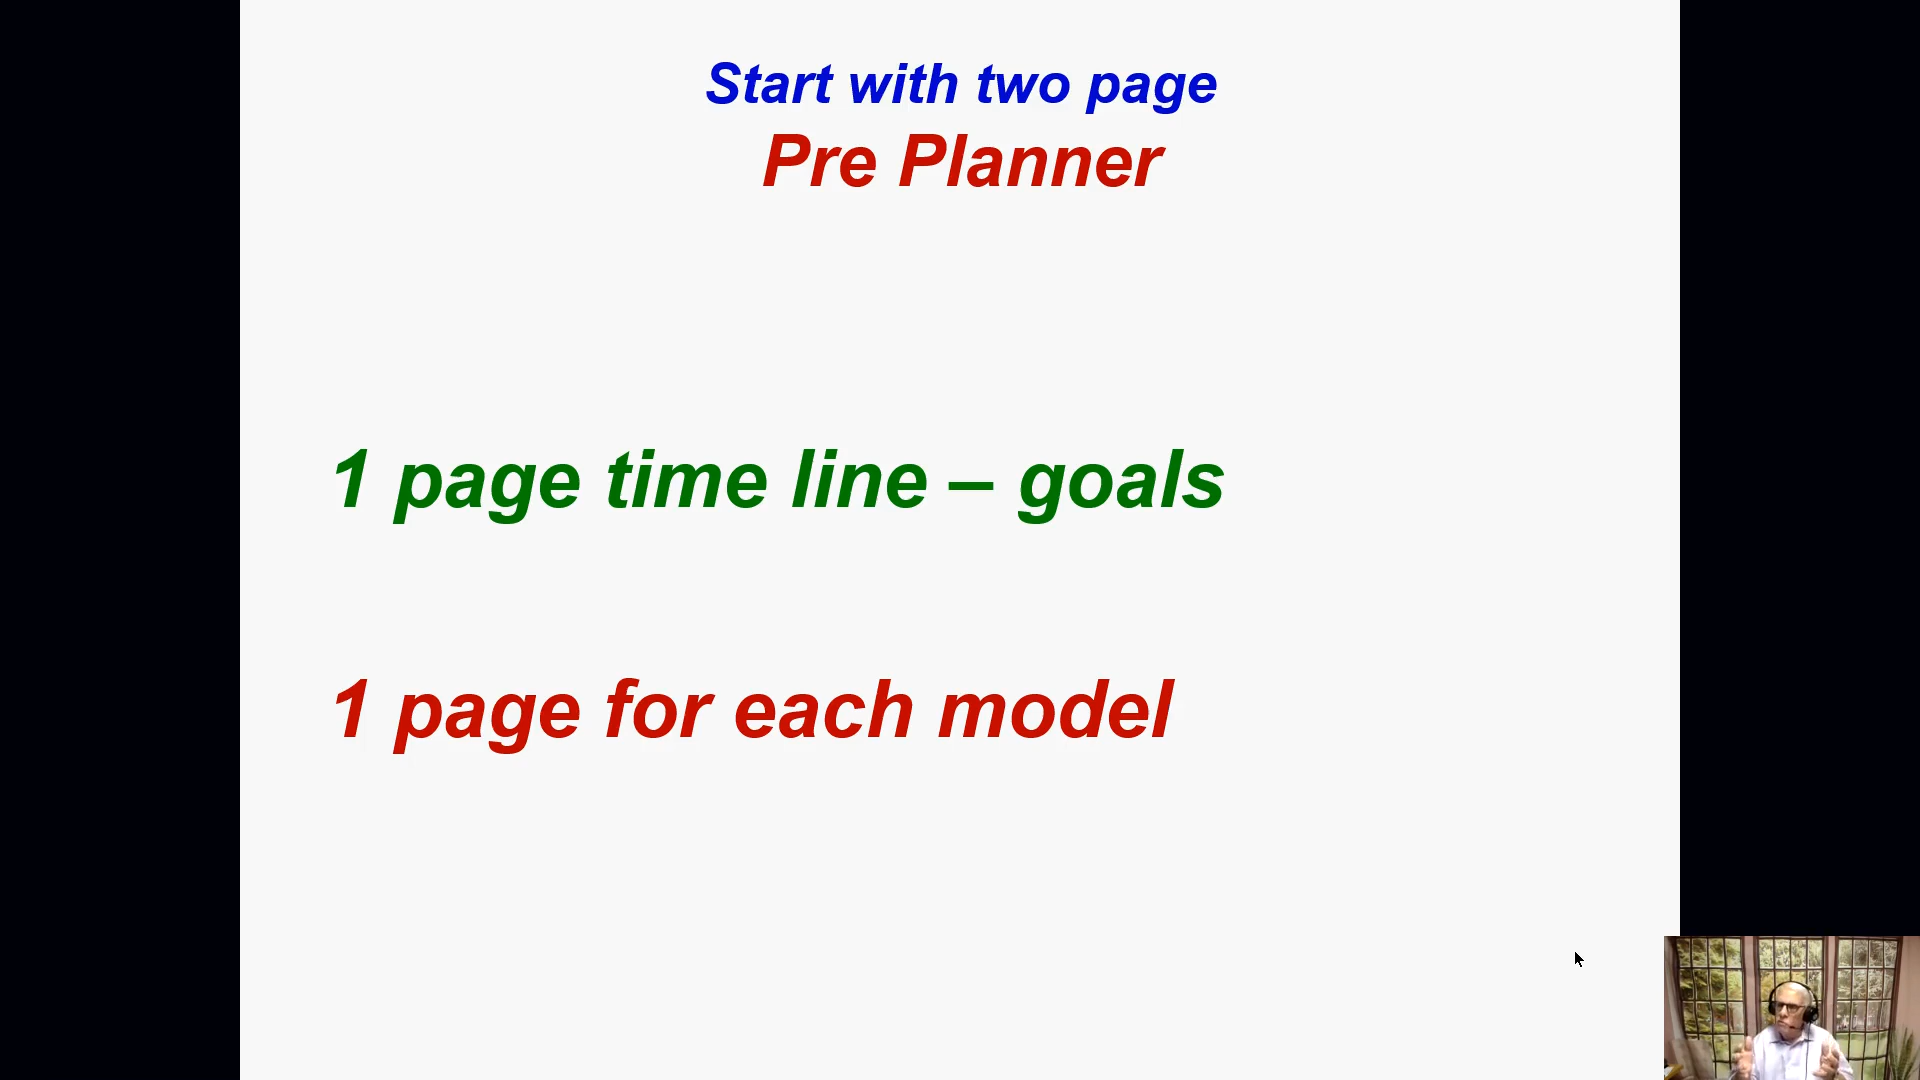 Start with two page
Pre Planner
1 page time line – goals
1 page for each model